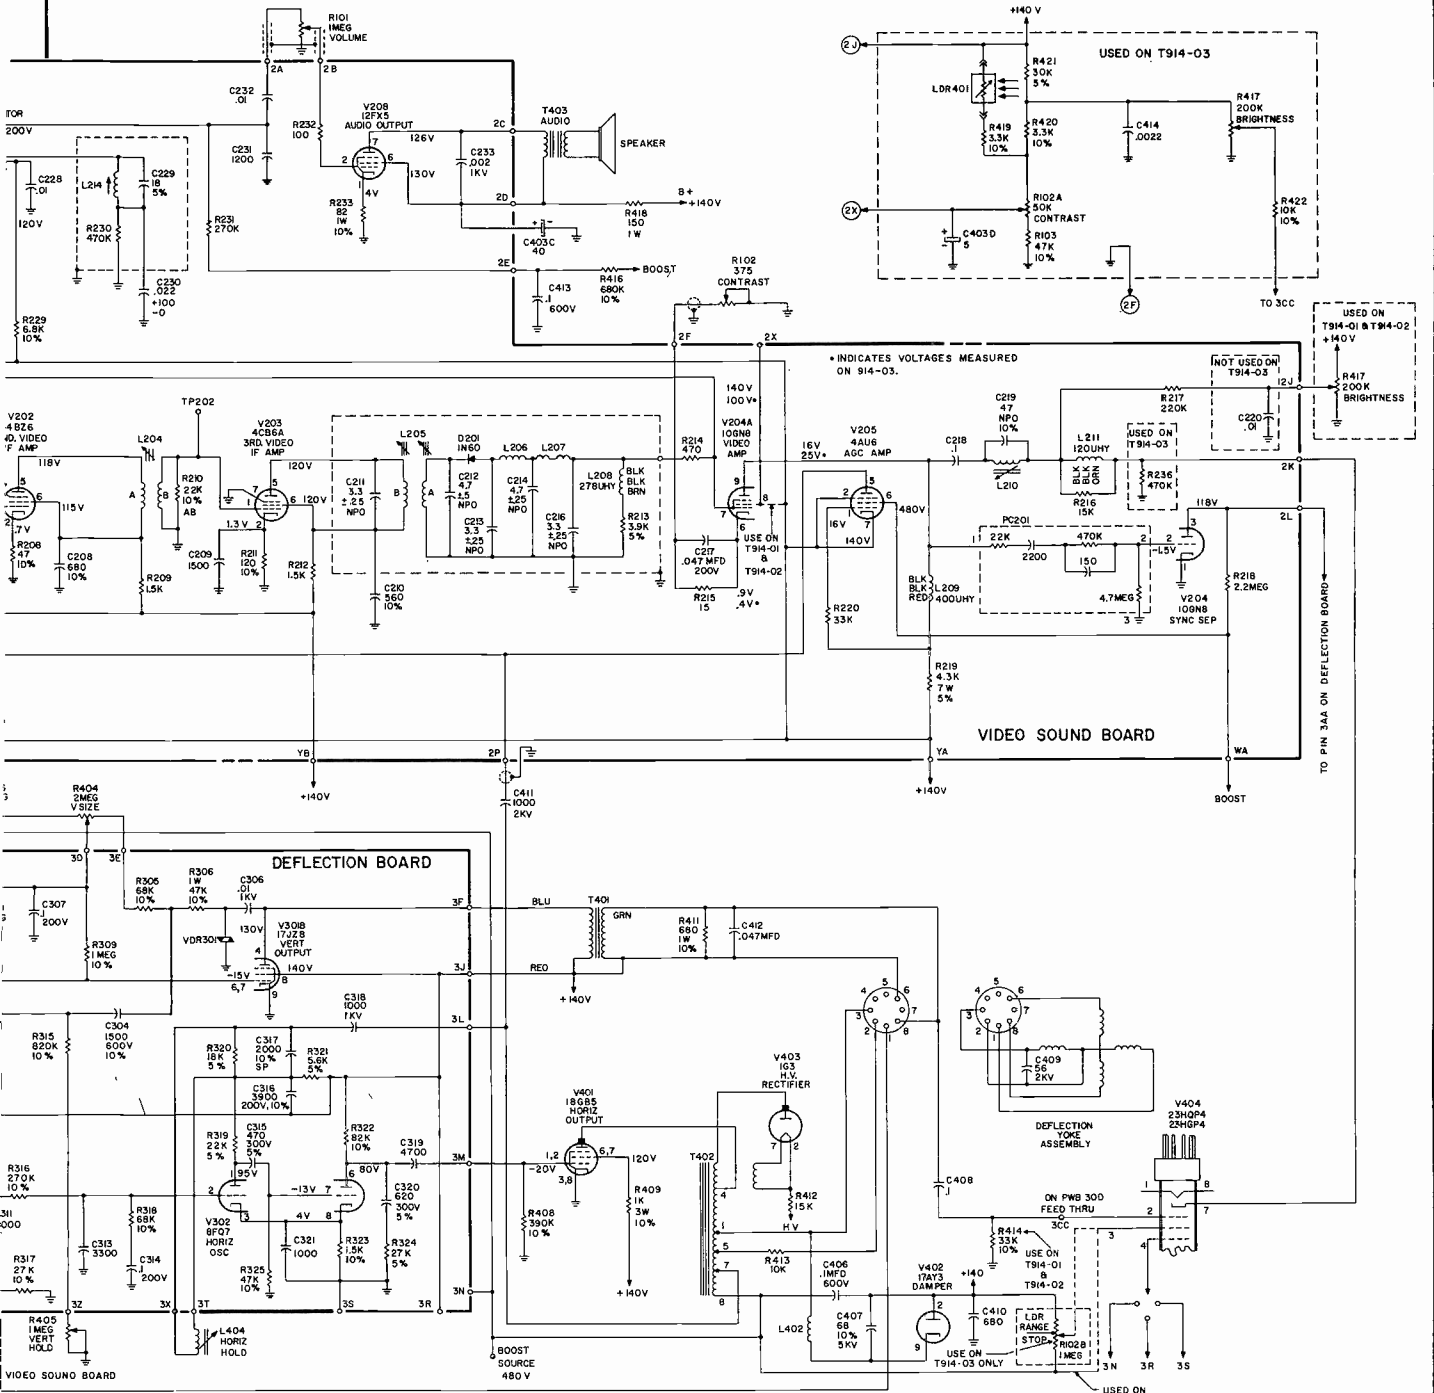 R101
1MEG
VOLUME
2A
2B
C232
.01
TOR
200V
V208
12FX5
AUDIO OUTPUT
R232
100
126V
2C
T403
AUDIO
SPEAKER
C231
1200
C233
.002
1KV
130V
4V
2D
B+
+140V
R418
150
1W
C228
.01
120V
L214
C229
18
5%
R230
470K
R231
270K
R233
82
1W
10%
C403C
40
2E
BOOST
R416
680K
10%
C413
.1
600V
C230
.022
+100
-0
R229
6.8K
10%
R102
375
CONTRAST
2F
2X
+140V
2J
USED ON T914-03
R421
30K
5%
LDR401
R419
3.3K
10%
R420
3.3K
10%
C414
.0022
R417
200K
BRIGHTNESS
2X
R102A
50K
CONTRAST
C403D
5
R103
47K
10%
R422
10K
10%
2F
TO 3CC
USED ON
T914-01 & T914-02
+140V
R417
200K
BRIGHTNESS
• INDICATES VOLTAGES MEASURED
ON 914-03.
NOT USED ON
T914-03
12J
C220
.01
R217
220K
V202
4BZ6
ND. VIDEO
IF AMP
118V
L204
TP202
V203
4CB6A
3RD. VIDEO
IF AMP
120V
L205
D201
1N60
L206
L207
R214
470
140V
100V•
V204A
10GN8
VIDEO
AMP
16V
25V•
V205
4AU6
AGC AMP
C218
.1
C219
47
NPO
10%
L210
L211
120UHY
BLK
BLK
ORN
USED ON
T914-03
R236
470K
2K
R216
15K
115V
.7V
R208
47
10%
C208
680
10%
A
B
R210
22K
10%
AB
1.3V
120V
C209
1500
R211
120
10%
R212
1.5K
R209
1.5K
C211
3.3
±.25
NPO
B
A
C212
4.7
±.5
NPO
C214
4.7
±.25
NPO
C213
3.3
±.25
NPO
C216
3.3
±.25
NPO
L208
278UHY
BLK
BLK
BRN
R213
3.9K
5%
C210
560
10%
C217
.047 MFD
200V
R215
15
.9V
.4V•
USE ON
T914-01
&
T914-02
480V
16V
140V
R220
33K
BLK
BLK
RED
L209
400UHY
PC201
22K
2200
470K
150
4.7MEG
118V
-1.5V
V204
10GN8
SYNC SEP
2L
R218
2.2MEG
R219
4.3K
7W
5%
VIDEO SOUND BOARD
TO PIN 3AA ON DEFLECTION BOARD
YB
+140V
2P
C411
1000
2KV
YA
+140V
WA
BOOST
R404
2MEG
V SIZE
3D
3E
DEFLECTION BOARD
C307
.1
200V
R305
68K
10%
R306
1W
47K
10%
C306
.01
1KV
130V
VDR301
V301B
17JZ8
VERT
OUTPUT
3F
BLU
T401
GRN
R309
1MEG
10%
-15V
6,7
140V
3J
RED
+140V
R411
680
1W
10%
C412
.047MFD
C304
1500
600V
10%
R315
820K
10%
C318
1000
1KV
3L
R320
18K
5%
C317
2000
10%
SP
R321
5.6K
5%
C316
3900
200V,10%
R319
22K
5%
C315
470
300V
5%
95V
R322
82K
10%
80V
C319
4700
3M
V401
18GB5
HORIZ
OUTPUT
1,2
-20V
3,8
6,7
120V
T402
V403
1G3
H.V.
RECTIFIER
DEFLECTION
YOKE
ASSEMBLY
C409
56
2KV
V404
23HQP4
23HGP4
R316
270K
10%
C313
3300
R318
68K
10%
-13V
4V
V302
8FQ7
HORIZ
OSC
C320
620
300V
5%
R408
390K
10%
R409
1K
3W
10%
R412
15K
H.V
C408
.1
ON PWB 300
FEED THRU
3CC
R414
33K
10%
USE ON
T914-01
&
T914-02
R317
27K
10%
C314
.1
200V
R325
47K
10%
C321
1000
R323
1.5K
10%
R324
27K
5%
R413
10K
C406
.1MFD
600V
V402
17AY3
DAMPER
+140
C410
680
3N
+140V
3Z
3X
3T
3S
3R
R405
1MEG
VERT
HOLD
L404
HORIZ
HOLD
L402
C407
68
10%
5KV
LDR
RANGE
STOP
R102B
1MEG
USE ON
T914-03 ONLY
3N
3R
3S
BOOST
SOURCE
480V
VIDEO SOUND BOARD
USED ON